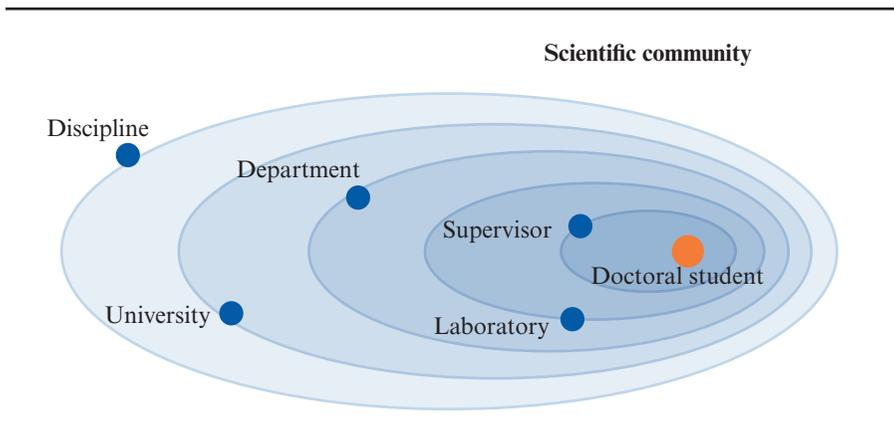 Scientific community
Discipline
Department
Supervisor
Doctoral student
University
Laboratory